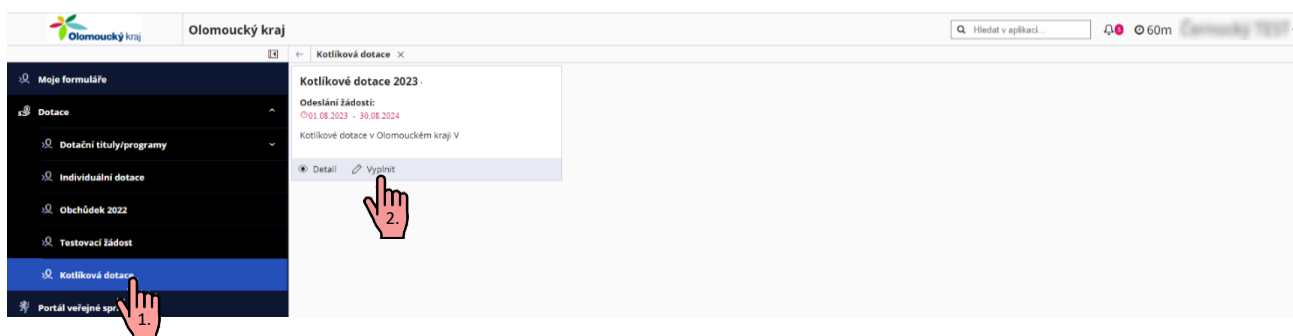 Olomoucký kraj
Olomoucký kraj
Hledat v aplikaci...
60m
Kotlíková dotace
Moje formuláře
Dotace
Dotační tituly/programy
Individuální dotace
Obchůdek 2022
Testovací žádost
Kotlíková dotace
Portál veřejné
1.
Kotlíkové dotace 2023
Odeslání žádosti:
01.08.2023 - 30.08.2024
Kotlíkové dotace v Olomouckém kraji V
Detail Vyplnit
2.